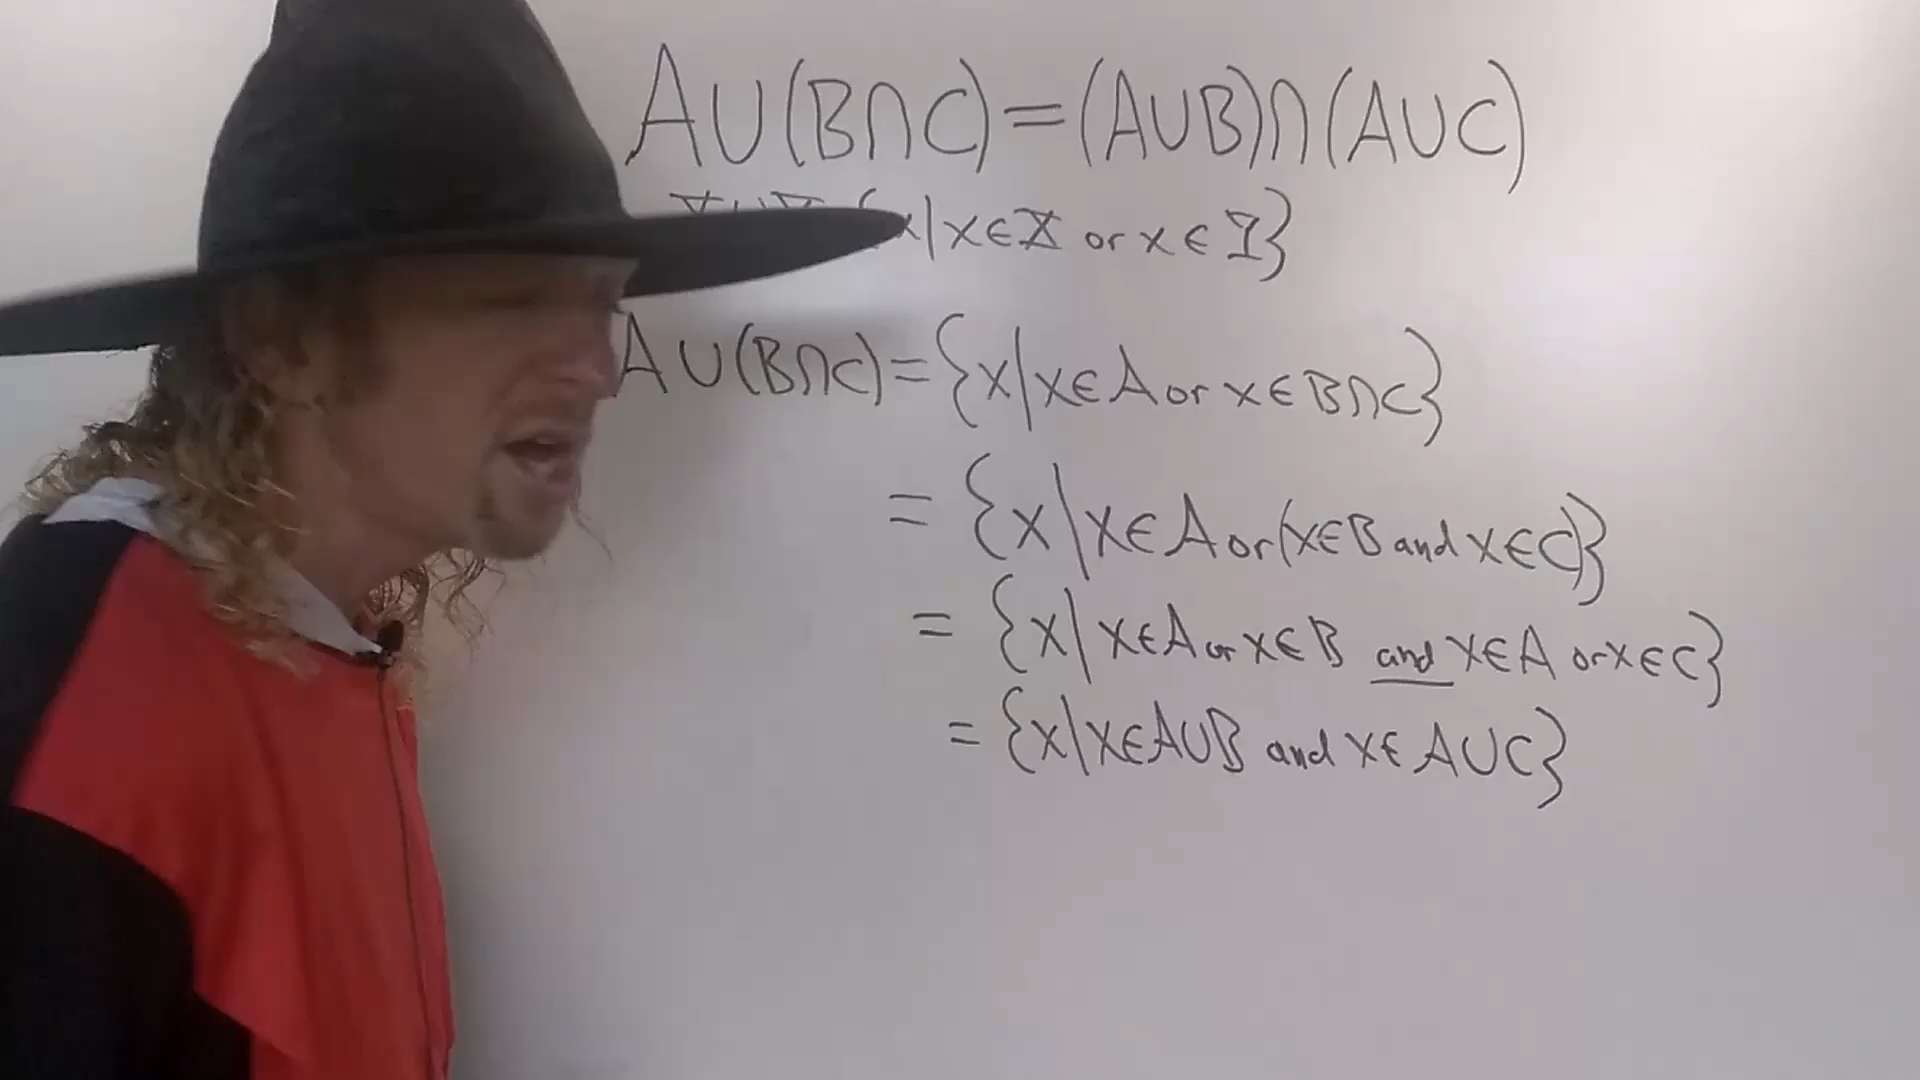 A∪(B∩C)=(A∪B)∩(A∪C)
{x|x∈X or x∈Y}
A∪(B∩C)={x|x∈A or x∈B∩C}
={x|x∈A or(x∈B and x∈C)}
={x|x∈A or x∈B and x∈A or x∈C}
={x|x∈A∪B and x∈A∪C}